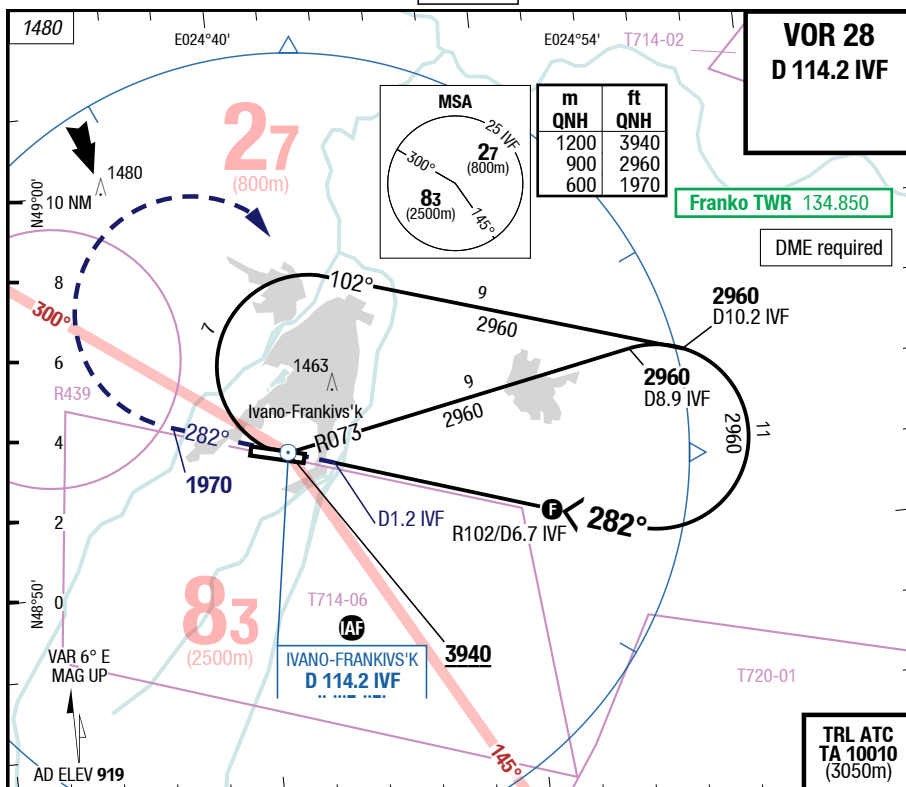 1480
E024°40'
E024°54'
T714-02
VOR 28
D 114.2 IVF
MSA
25 IVF
300°
27
(800m)
83
(2500m)
145°
m ft
QNH QNH
1200 3940
900 2960
600 1970
27
(800m)
1480
10 NM
N49°00'
Franko TWR 134.850
DME required
8
102°
9
2960
2960
D10.2 IVF
300°
7
6
R439
1463
Ivano-Frankivs'k
9
2960
2960
D8.9 IVF
2960
11
4
282°
R073
1970
D1.2 IVF
F
282°
R102/D6.7 IVF
2
N48°50'
0
83
(2500m)
T714-06
IAF
IVANO-FRANKIVS'K
D 114.2 IVF
3940
T720-01
VAR 6° E
MAG UP
145°
AD ELEV 919
TRL ATC
TA 10010
(3050m)